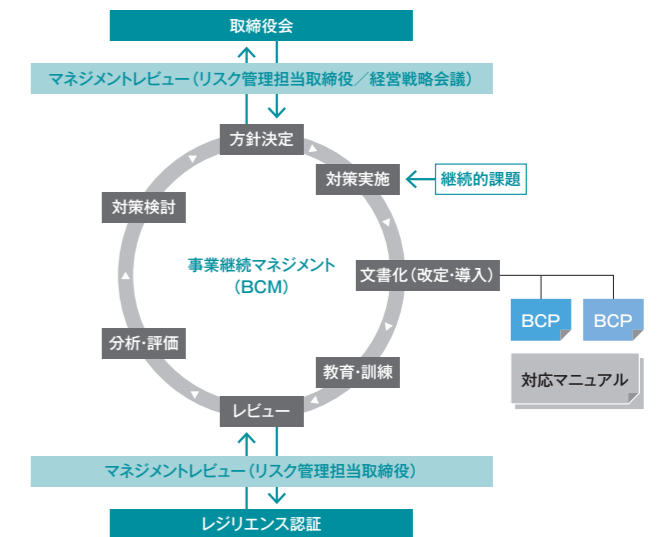 取締役会
マネジメントレビュー（リスク管理担当取締役／経営戦略会議）
方針決定
対策実施
継続的課題
対策検討
事業継続マネジメント
（BCM）
文書化（改定・導入）
BCP
BCP
対応マニュアル
分析・評価
教育・訓練
レビュー
マネジメントレビュー（リスク管理担当取締役）
レジリエンス認証